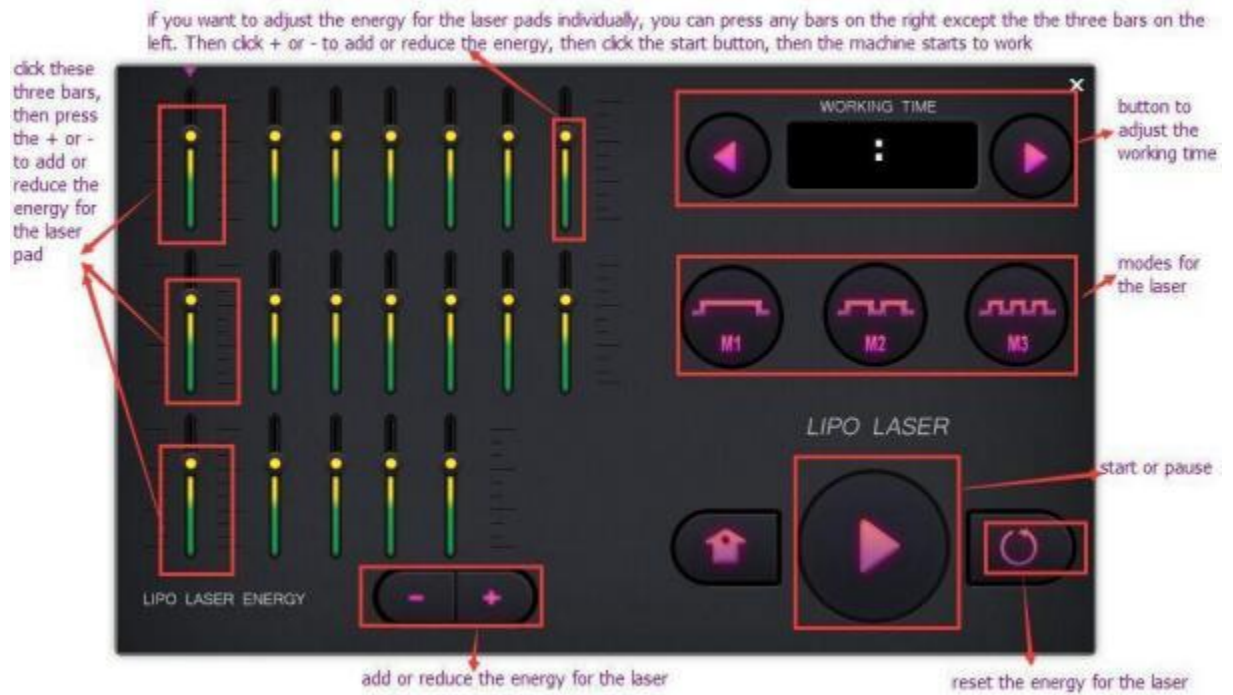 if you want to adjust the energy for the laser pads individually, you can press any bars on the right except the the three bars on the
left. Then click + or - to add or reduce the energy, then click the start button, then the machine starts to work
click these
three bars,
then press
the + or -
to add or
reduce the
energy for
the laser
pad
WORKING TIME
:
button to
adjust the
working time
M1
M2
M3
modes for
the laser
LIPO LASER
start or pause
LIPO LASER ENERGY
- +
add or reduce the energy for the laser
reset the energy for the laser